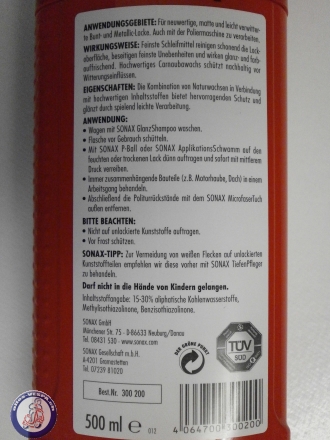 ANWENDUNGSGEBIETE: Für neuwertige, matte und leicht verwitter-
te Bunt- und Metallic-Lacke. Auch mit der Poliermaschine zu verarbeiten.
WIRKUNGSWEISE: Feinste Schleifmittel reinigen schonend die Lack-
oberfläche, beseitigen feinste Unebenheiten und wirken glanz- und farb-
auffrischend. Hochwertiges Carnaubawachs schützt nachhaltig vor
Witterungseinflüssen.
EIGENSCHAFTEN: Die Kombination von Naturwachsen in Verbindung
mit hochwertigen Inhaltsstoffen bietet hervorragenden Schutz und
glänzt durch spielend leichte Verarbeitung.
ANWENDUNG:
• Wagen mit SONAX GlanzShampoo waschen.
• Flasche vor Gebrauch schütteln.
• Mit SONAX P-Ball oder SONAX ApplikationsSchwamm auf den
feuchten oder trockenen Lack dünn auftragen und sofort mit mittlerem
Druck verreiben.
• Immer zusammenhängende Bauteile (z.B. Motorhaube, Dach) in einem
Arbeitsgang behandeln.
• Abschließend die Politurrückstände mit dem SONAX MicrofaserTuch
außen entfernen.
BITTE BEACHTEN:
• Nicht auf unlackierte Kunststoffe auftragen.
• Vor Frost schützen.
SONAX-TIPP: Zur Vermeidung von weißen Flecken auf unlackierten
Kunststoffteilen empfehlen wir diese vorher mit SONAX TiefenPfleger
zu behandeln.
Darf nicht in die Hände von Kindern gelangen.
Inhaltsstoffangabe: 15-30% aliphatische Kohlenwasserstoffe,
Methylisothiazolinone, Benzisothiazolinone.
SONAX GmbH
Münchener Str. 75 - D-86633 Neuburg/Donau
Tel. 08431 530 - www.sonax.com
SONAX Gesellschaft m.b.H.
A-4201 Gramastetten
Tel. 07239 81020
DER GRÜNE PUNKT
TÜV
SÜD
Best.Nr. 300 200
500 ml e 012
4 064700 300200